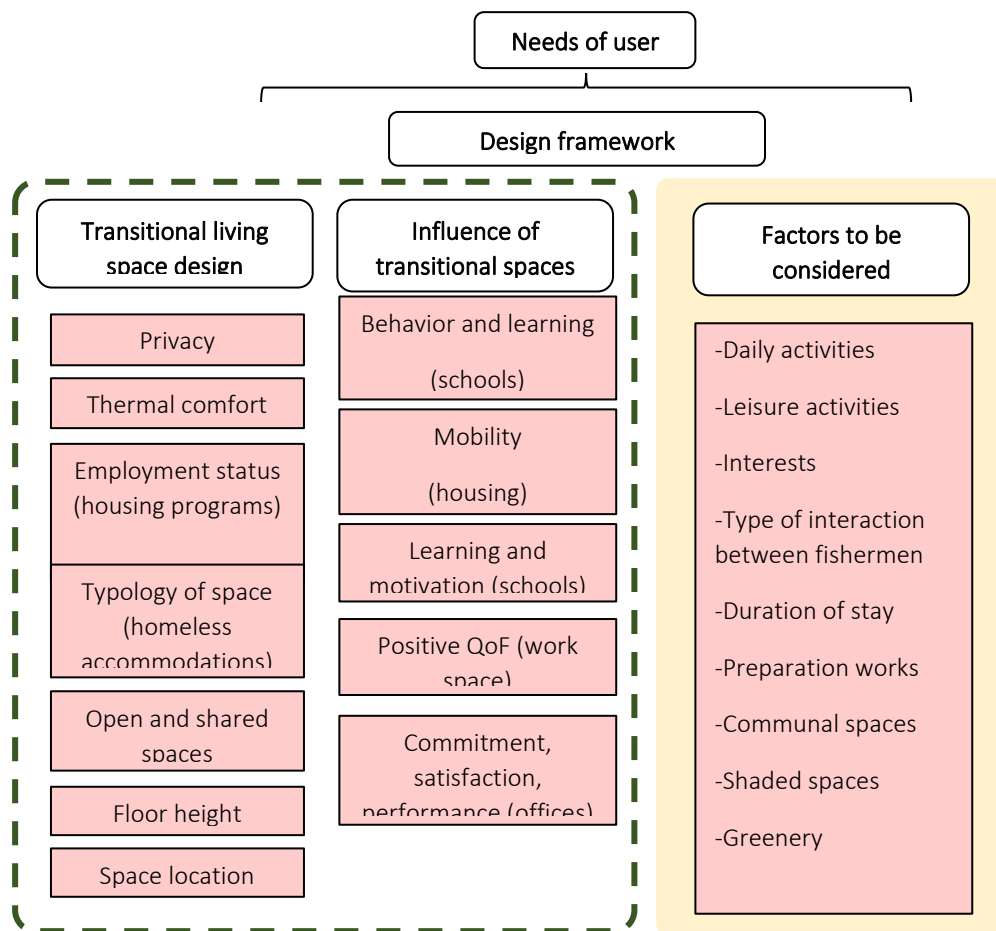 Needs of user
Design framework
Transitional living
space design
Privacy
Thermal comfort
Employment status
(housing programs)
Typology of space
(homeless
accommodations)
Open and shared
spaces
Floor height
Space location
Influence of
transitional spaces
Behavior and learning
(schools)
Mobility
(housing)
Learning and
motivation (schools)
Positive QoF (work
space)
Commitment,
satisfaction,
performance (offices)
Factors to be
considered
-Daily activities
-Leisure activities
-Interests
-Type of interaction
between fishermen
-Duration of stay
-Preparation works
-Communal spaces
-Shaded spaces
-Greenery